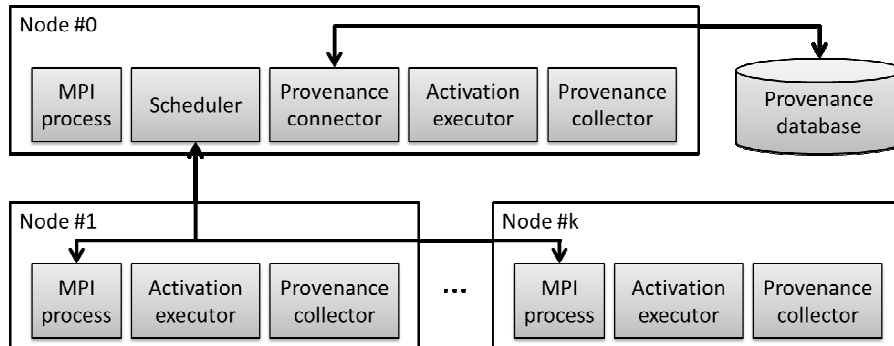 Node #0
MPI
process
Scheduler
Provenance
connector
Activation
executor
Provenance
collector
Provenance
database
Node #1
MPI
process
Activation
executor
Provenance
collector
...
Node #k
MPI
process
Activation
executor
Provenance
collector